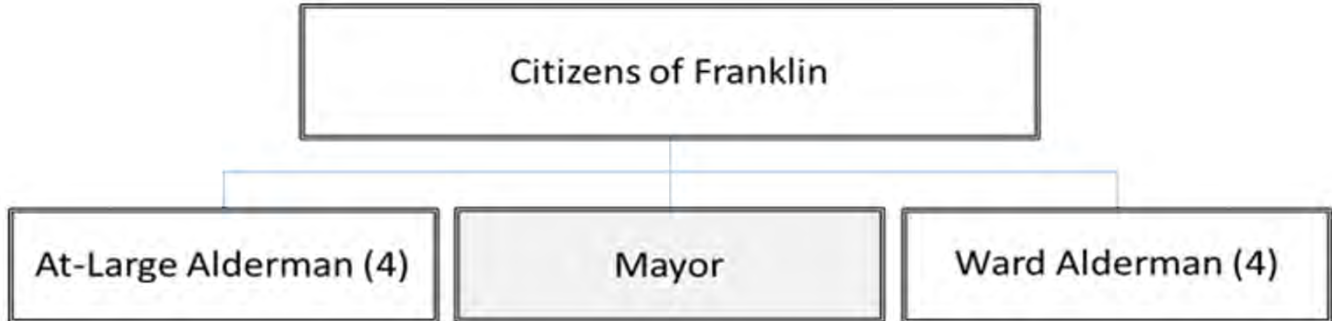 Citizens of Franklin
At-Large Alderman (4)
Mayor
Ward Alderman (4)